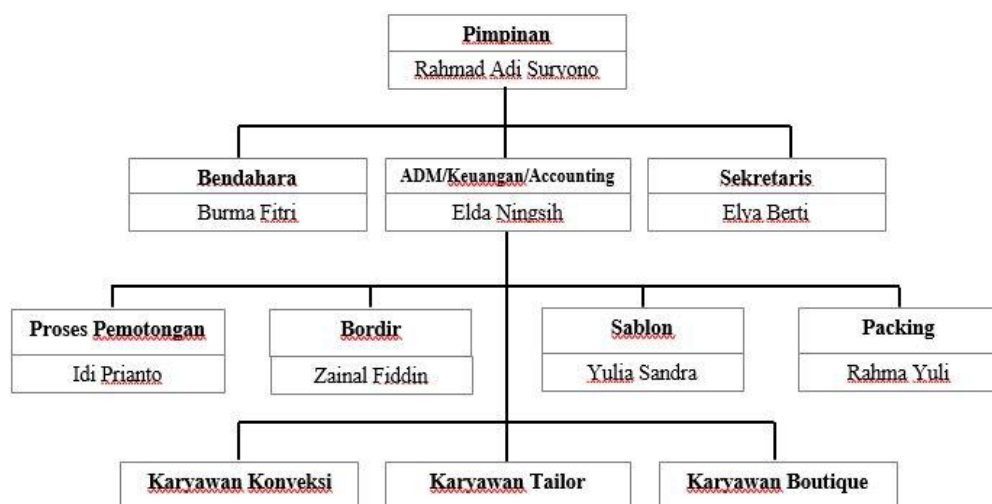 Pimpinan
Rahmad Adi Suryono
Bendahara
Burma Fitri
ADM/Keuangan/Accounting
Elda Ningsih
Sekretaris
Elya Berti
Proses Pemotongan
Idi Prianto
Bordir
Zainal Fiddin
Sablon
Yulia Sandra
Packing
Rahma Yuli
Karyawan Konveksi
Karyawan Tailor
Karyawan Boutique